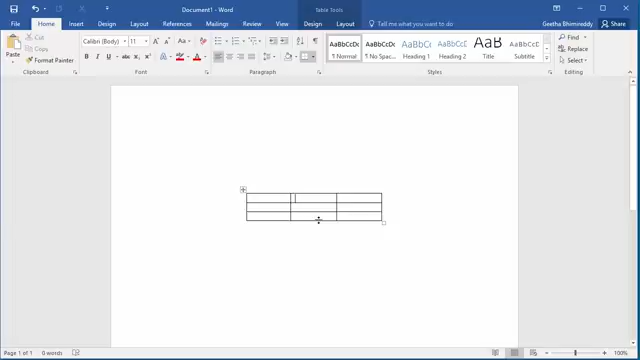 Document1 - Word
Table Tools
File Home Insert Design Layout References Mailings Review View Design Layout Tell me what you want to do Geetha Bhimireddy Share
Paste
Cut
Copy
Format Painter
Clipboard
Calibri (Body) 11
Font
Paragraph
AaBbCcDc AaBbCcDc AaBbCc AaBbCcC AaB AaBbCcC
¶ Normal ¶ No Spac... Heading 1 Heading 2 Title Subtitle
Styles
Find
Replace
Select
Editing
Page 1 of 1 0 words 100%